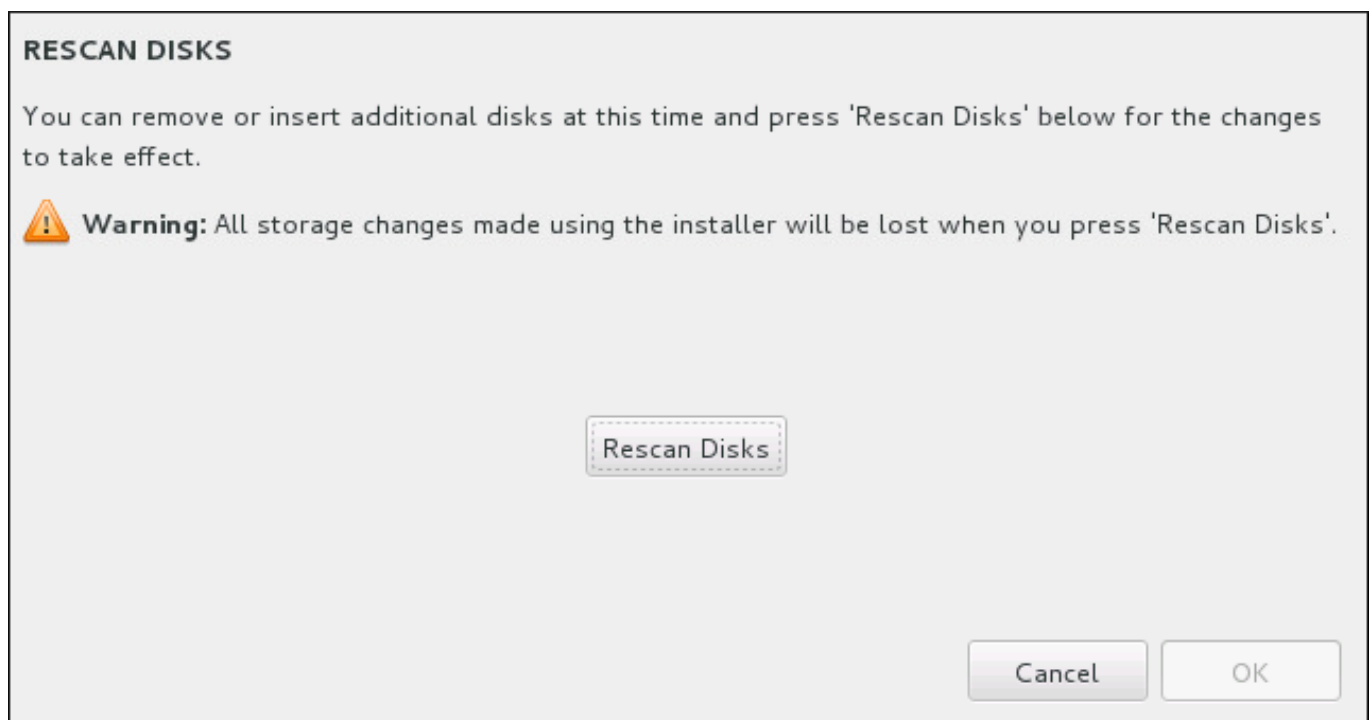 RESCAN DISKS
You can remove or insert additional disks at this time and press 'Rescan Disks' below for the changes
to take effect.
Warning: All storage changes made using the installer will be lost when you press 'Rescan Disks'.
Rescan Disks
Cancel
OK